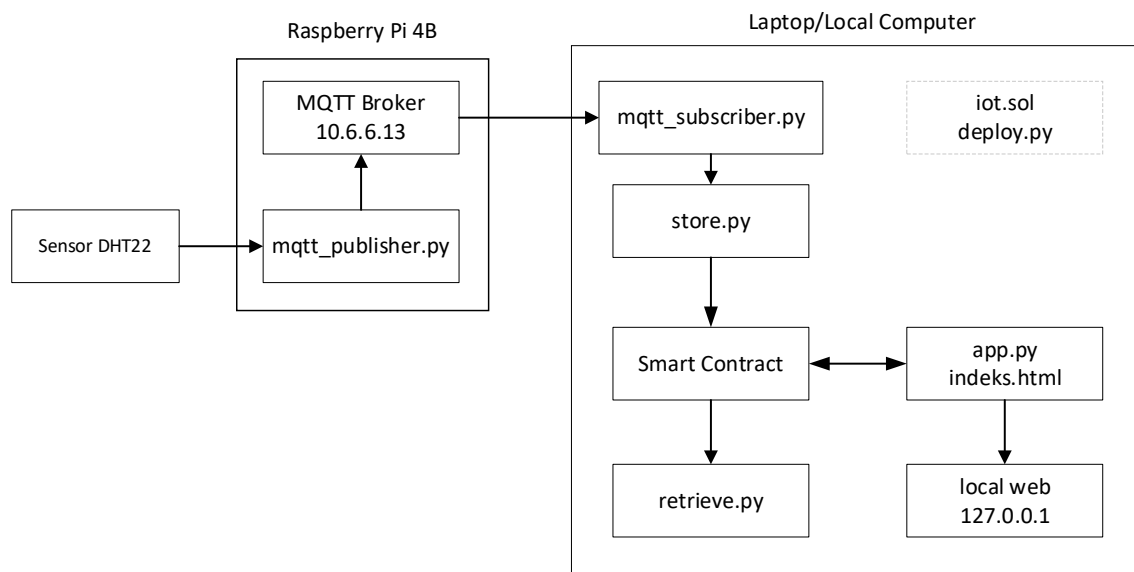 Raspberry Pi 4B
Laptop/Local Computer
MQTT Broker
10.6.6.13
mqtt_subscriber.py
iot.sol
deploy.py
store.py
Sensor DHT22
mqtt_publisher.py
Smart Contract
app.py
indeks.html
retrieve.py
local web
127.0.0.1